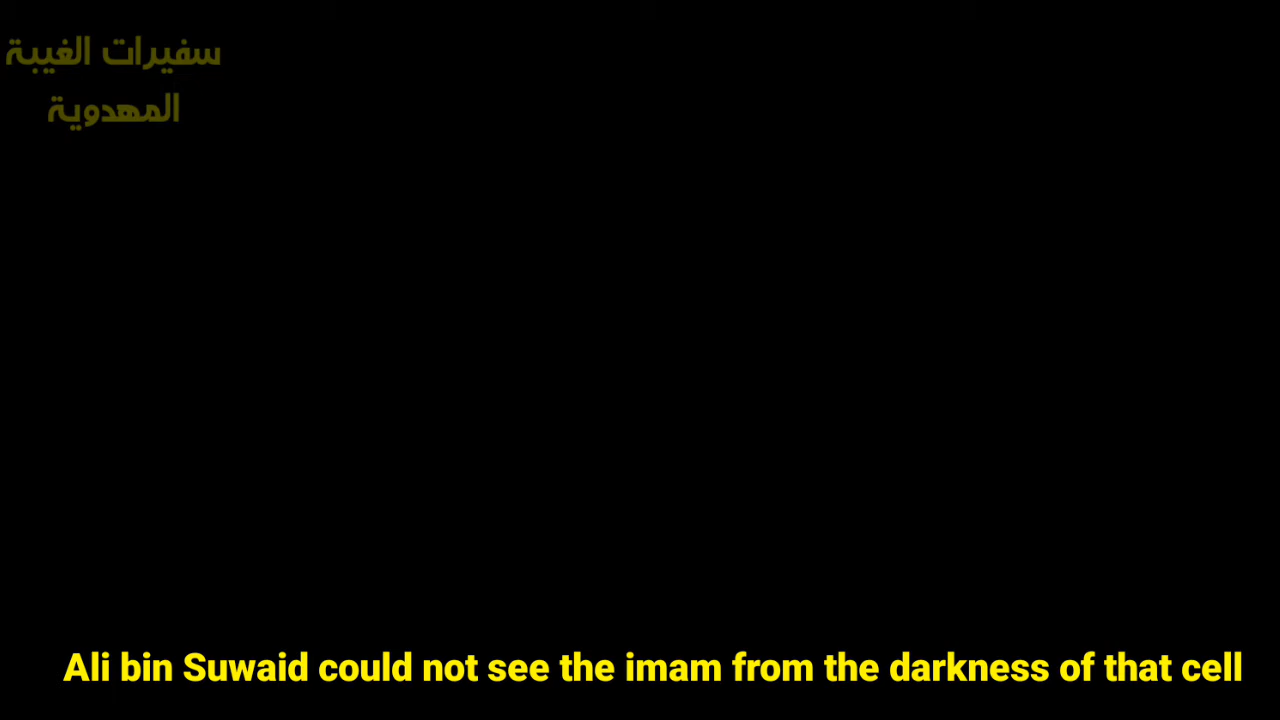 سفيرات الغيبة
المهدوية
Ali bin Suwaid could not see the imam from the darkness of that cell